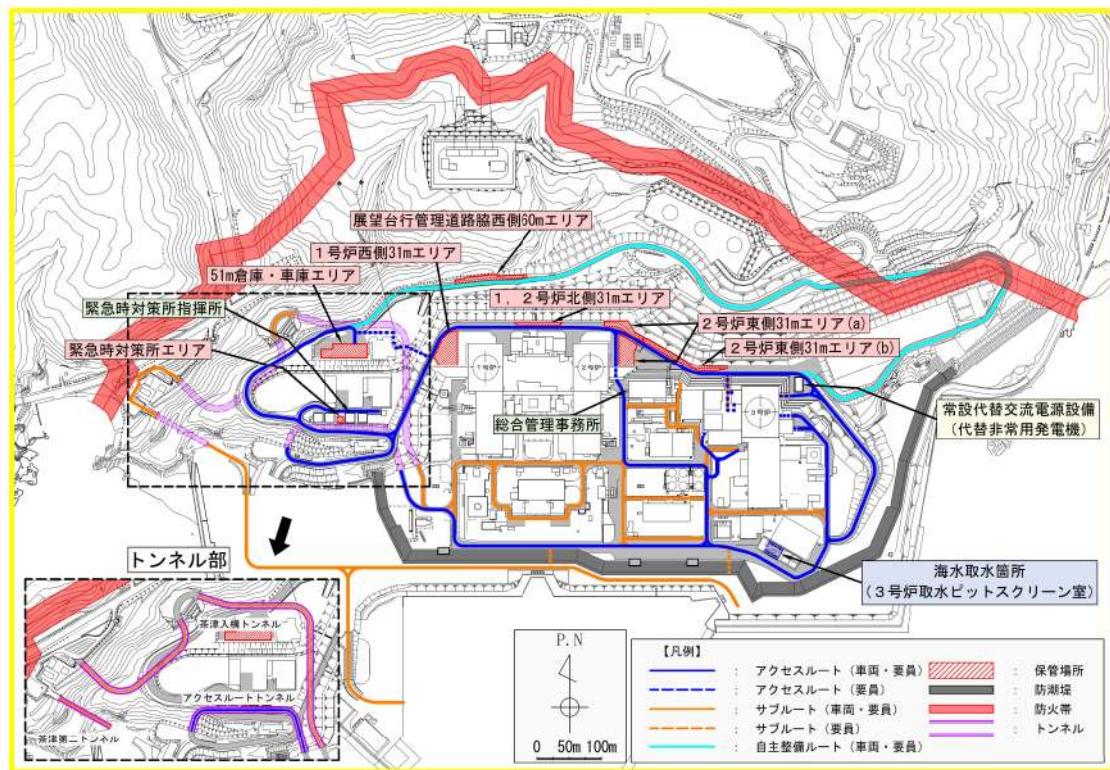 展望台行管理道路脇西側60mエリア
1号炉西側31mエリア
51m倉庫・車庫エリア
1，2号炉北側31mエリア
緊急時対策所指揮所
2号炉東側31mエリア(a)
緊急時対策所エリア
2号炉東側31mエリア(b)
1号炉
2号炉
3号炉
総合管理事務所
常設代替交流電源設備
(代替非常用発電機)
海水取水箇所
(3号炉取水ピットスクリーン室)
トンネル部
茶津入構トンネル
アクセスルートトンネル
茶津第二トンネル
P.N
0 50m 100m
【凡例】
： アクセスルート（車両・要員）
： アクセスルート（要員）
： サブルート（車両・要員）
： サブルート（要員）
： 自主整備ルート（車両・要員）
： 保管場所
： 防潮堤
： 防火帯
： トンネル